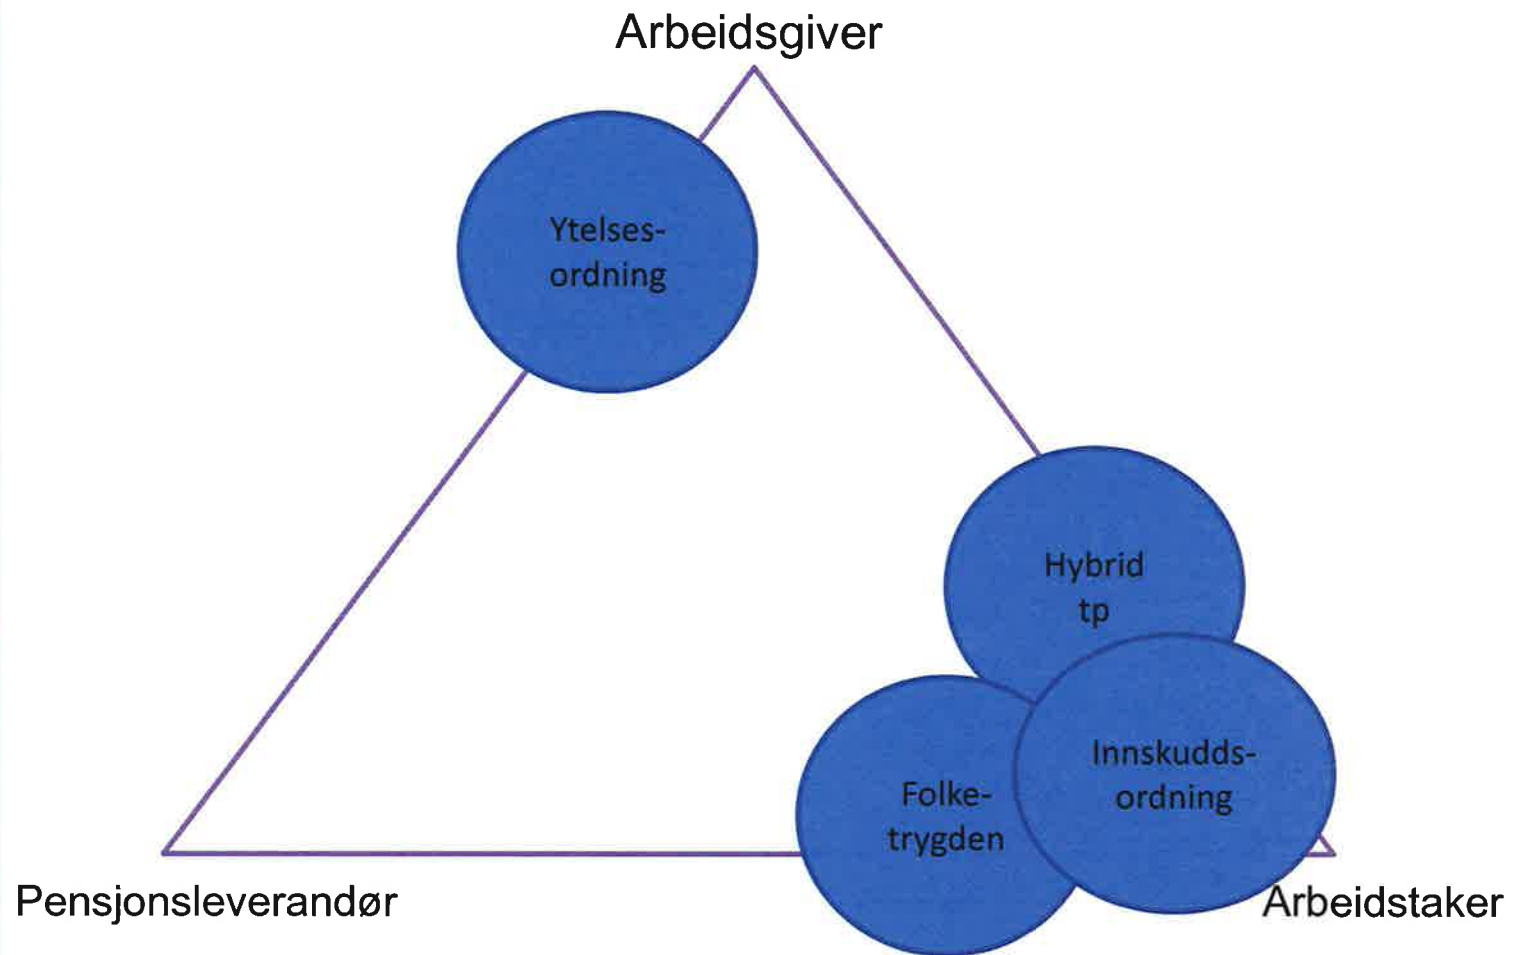 Arbeidsgiver
Ytelses-
ordning
Hybrid
tp
Innskudds-
ordning
Folke-
trygden
Pensjonsleverandør
Arbeidstaker